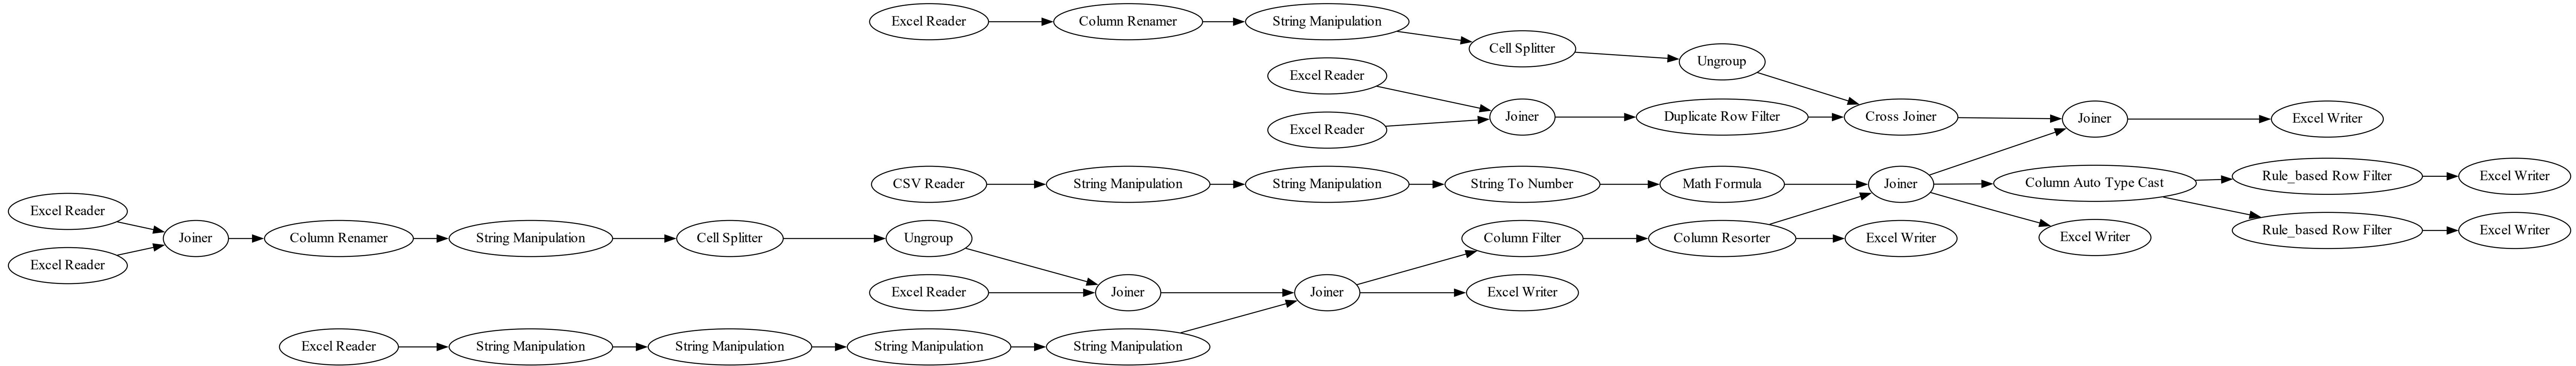 Excel Reader
Column Renamer
String Manipulation
Cell Splitter
Ungroup
Excel Reader
Excel Reader
Joiner
Duplicate Row Filter
Cross Joiner
Joiner
Excel Writer
CSV Reader
String Manipulation
String Manipulation
String To Number
Math Formula
Joiner
Column Auto Type Cast
Rule_based Row Filter
Excel Writer
Rule_based Row Filter
Excel Writer
Excel Writer
Excel Reader
Excel Reader
Joiner
Column Renamer
String Manipulation
Cell Splitter
Ungroup
Column Filter
Column Resorter
Excel Writer
Excel Reader
Joiner
Joiner
Excel Writer
Excel Reader
String Manipulation
String Manipulation
String Manipulation
String Manipulation